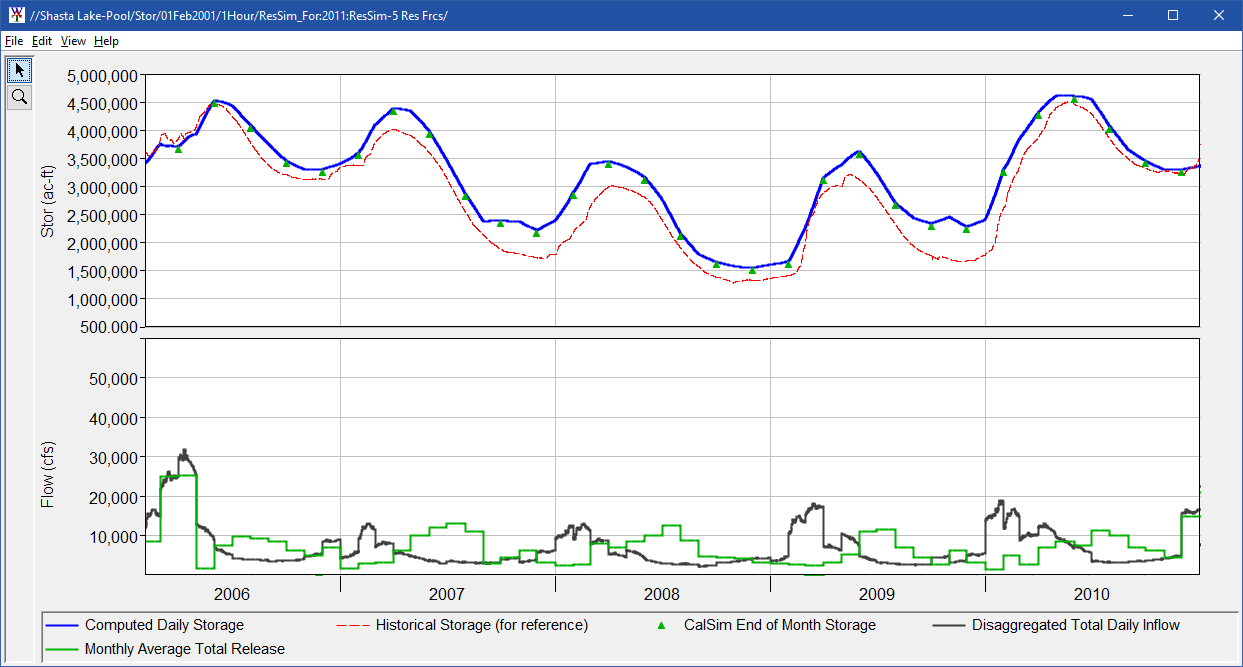 //Shasta Lake-Pool/Stor/01Feb2001/1Hour/ResSim_For:2011:ResSim-5 Res Frcs/
File Edit View Help
Stor (ac-ft)
5,000,000
4,500,000
4,000,000
3,500,000
3,000,000
2,500,000
2,000,000
1,500,000
1,000,000
500.000
Flow (cfs)
50,000
40,000
30,000
20,000
10,000
2006 2007 2008 2009 2010
Computed Daily Storage Historical Storage (for reference) CalSim End of Month Storage Disaggregated Total Daily Inflow
Monthly Average Total Release